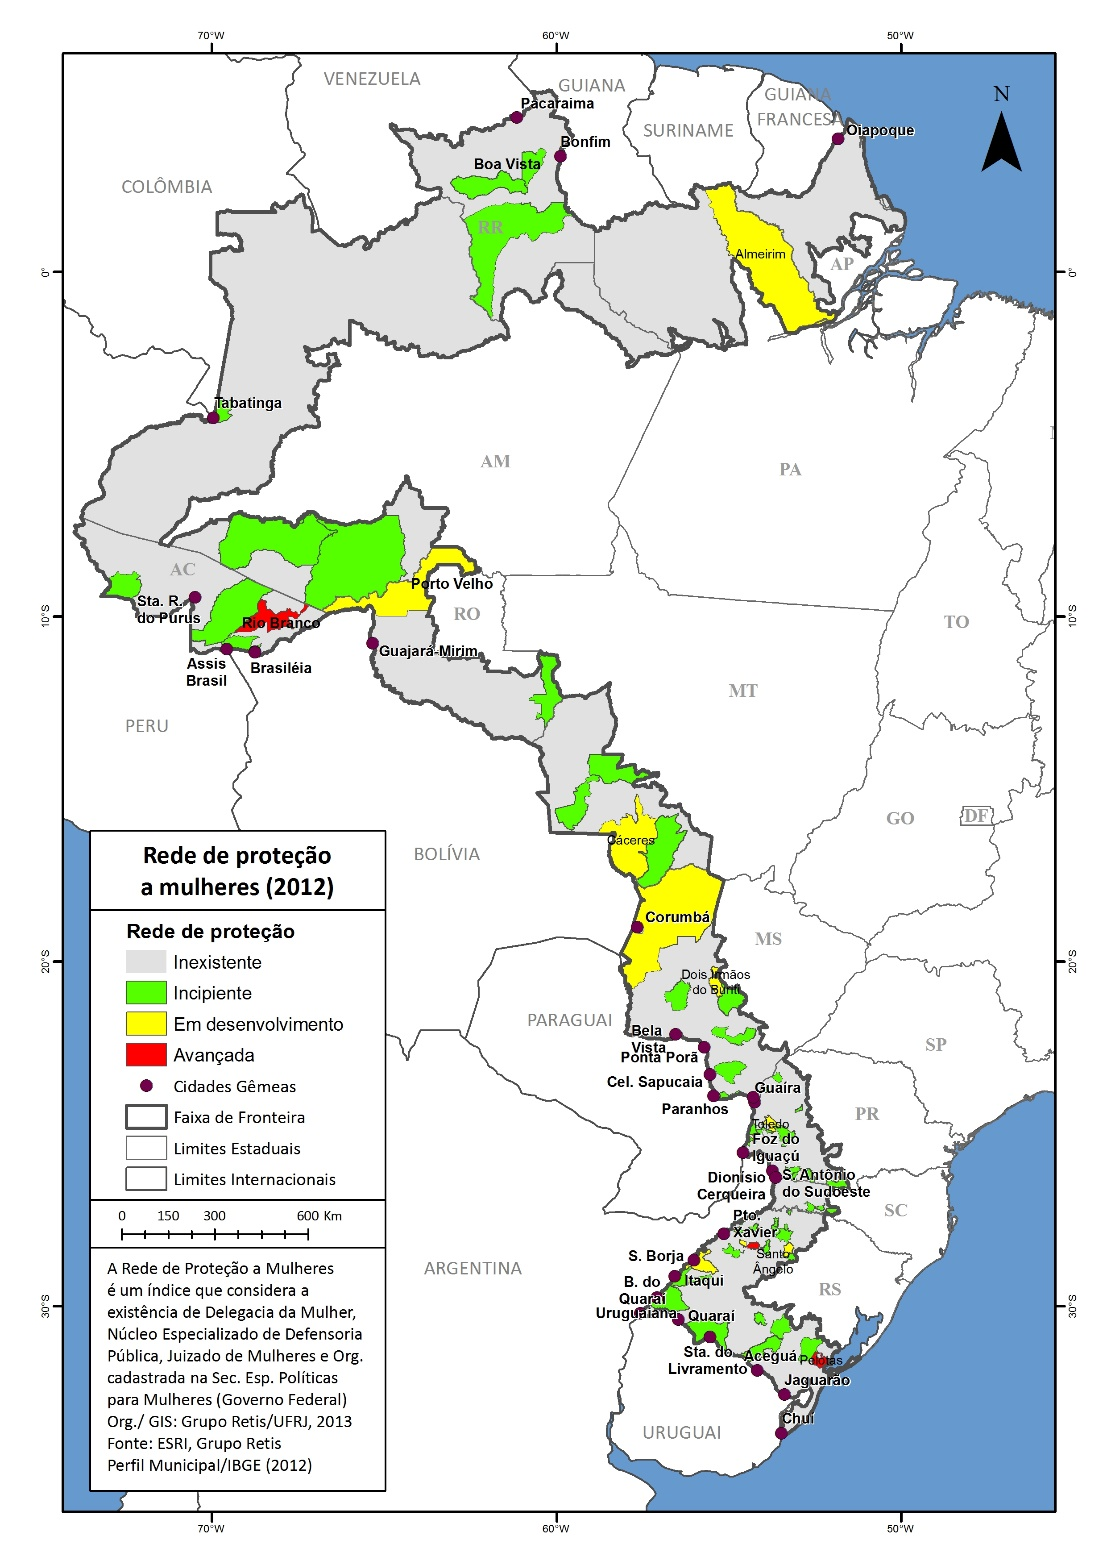 70°W
60°W
50°W
VENEZUELA
GUIANA
GUIANA
FRANCESA
SURINAME
COLÔMBIA
N
Pacaraima
Bonfim
Boa Vista
Oiapoque
RR
Almeirim
AP
0°
0°
Tabatinga
AM
PA
AC
Sta. R.
do Purus
Rio Branco
Porto Velho
RO
10°S
10°S
TO
Assis
Brasil
Brasiléia
Guajará-Mirim
PERU
MT
GO
DF
BOLÍVIA
Cáceres
Corumbá
MS
20°S
20°S
Dois Irmãos
do Buriti
PARAGUAI
Bela
Vista
Ponta Porã
Cel. Sapucaia
Paranhos
Guaíra
SP
PR
Toledo
Foz do
Iguaçú
Dionísio
Cerqueira
S. Antônio
do Sudoeste
SC
Pto.
Xavier
S. Borja
Santo
Ângelo
Itaqui
B. do
Quaraí
Uruguaiana
Quaraí
RS
30°S
30°S
Sta. do
Livramento
Aceguá
Pelotas
Jaguarão
Chuí
ARGENTINA
URUGUAI
Rede de proteção
a mulheres (2012)
Rede de proteção
Inexistente
Incipiente
Em desenvolvimento
Avançada
Cidades Gêmeas
Faixa de Fronteira
Limites Estaduais
Limites Internacionais
0 150 300 600 Km
A Rede de Proteção a Mulheres
é um índice que considera a
existência de Delegacia da Mulher,
Núcleo Especializado de Defensoria
Pública, Juizado de Mulheres e Org.
cadastrada na Sec. Esp. Políticas
para Mulheres (Governo Federal)
Org./ GIS: Grupo Retis/UFRJ, 2013
Fonte: ESRI, Grupo Retis
Perfil Municipal/IBGE (2012)
70°W
60°W
50°W